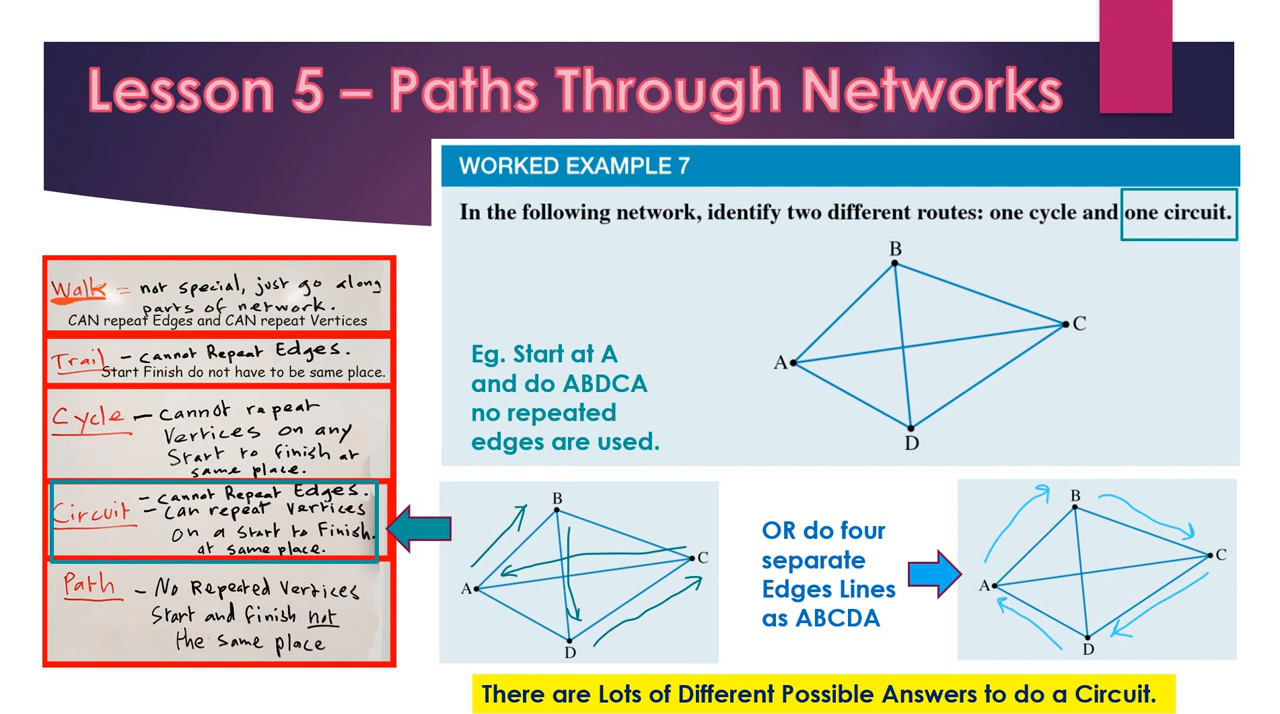 Lesson 5 – Paths Through Networks
WORKED EXAMPLE 7
In the following network, identify two different routes: one cycle and one circuit.
B
C
A
D
Eg. Start at A
and do ABDCA
no repeated
edges are used.
Walk = not special, just go along
parts of network.
CAN repeat Edges and CAN repeat Vertices
Trail - Cannot Repeat Edges.
Start Finish do not have to be same place.
Cycle - Cannot repeat
Vertices on any
Start to Finish at
same place.
Circuit - Cannot Repeat Edges.
- Can repeat Vertices
on a Start to Finish.
at same place.
Path - No Repeated Vertices
Start and Finish not
the same place
B
C
A
D
OR do four
separate
Edges Lines
as ABCDA
B
C
A
D
There are Lots of Different Possible Answers to do a Circuit.